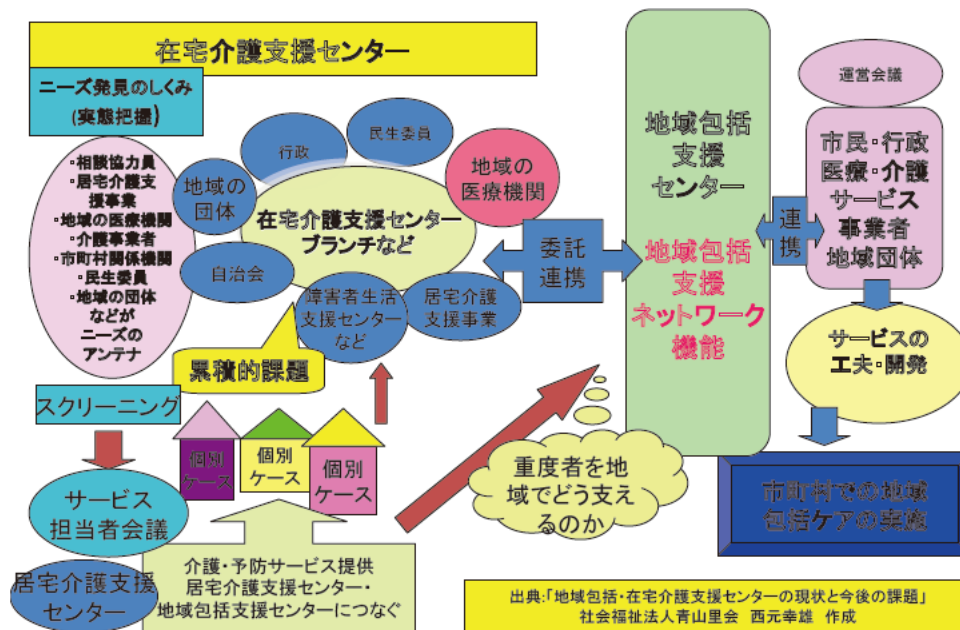 在宅介護支援センター
ニーズ発見のしくみ
(実態把握)
・相談協力員
・居宅介護支
援事業
・地域の医療機関
・介護事業者
・市町村関係機関
・民生委員
・地域の団体
などが
ニーズの
アンテナ
スクリーニング
サービス
担当者会議
居宅介護支援
センター
行政
民生委員
地域の
団体
地域の
医療機関
在宅介護支援センター
ブランチなど
自治会
障害者生活
支援センター
など
居宅介護
支援事業
累積的課題
個別
ケース
個別
ケース
個別
ケース
介護・予防サービス提供
居宅介護支援センター・
地域包括支援センターにつなぐ
委託
連携
重度者を地
域でどう支え
るのか
地域包括
支援
センター
地域包括
支援
ネットワーク
機能
連
携
運営会議
市民・行政
医療・介護
サービス
事業者
地域団体
サービスの
工夫・開発
市町村での地域
包括ケアの実施
出典:「地域包括・在宅介護支援センターの現状と今後の課題」
社会福祉法人青山里会 西元幸雄 作成